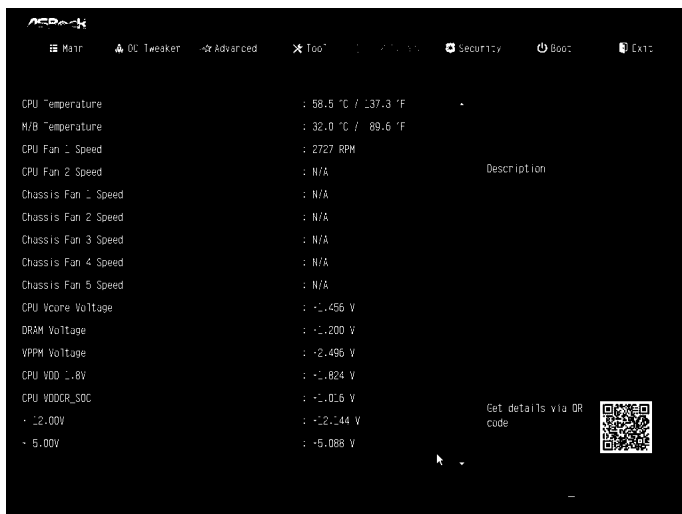 ASRock
Main
OC Tweaker
Advanced
Tool
Security
Boot
Exit
CPU Temperature : 58.5 °C / 137.3 °F
M/B Temperature : 32.0 °C / 89.6 °F
CPU Fan 1 Speed : 2727 RPM
CPU Fan 2 Speed : N/A
Description
Chassis Fan 1 Speed : N/A
Chassis Fan 2 Speed : N/A
Chassis Fan 3 Speed : N/A
Chassis Fan 4 Speed : N/A
Chassis Fan 5 Speed : N/A
CPU Vcore Voltage : +1.456 V
DRAM Voltage : +1.200 V
VPPM Voltage : +2.496 V
CPU VDD 1.8V : +1.824 V
CPU VDDCR_SOC : +1.016 V
+ 12.00V : +12.144 V
+ 5.00V : +5.088 V
Get details via QR
code